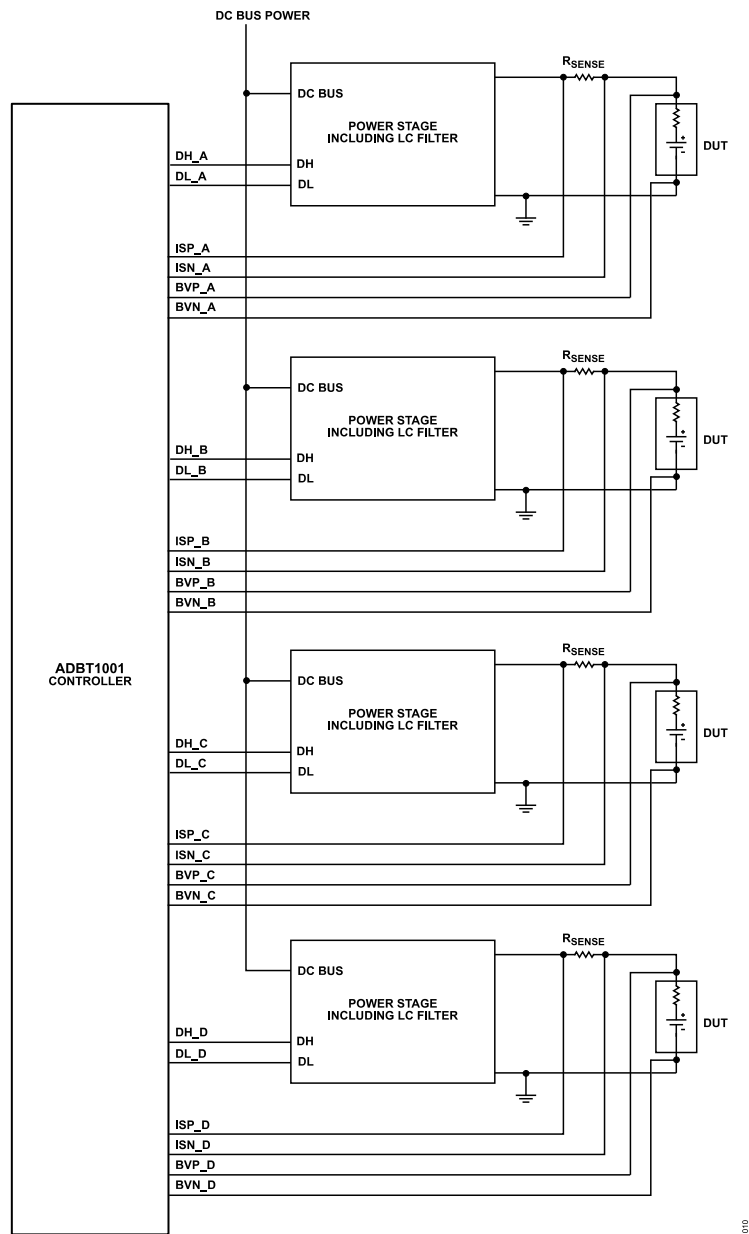 DC BUS POWER
RSENSE
DC BUS
POWER STAGE
INCLUDING LC FILTER
DUT
DH_A
DH
DL_A
DL
ISP_A
ISN_A
BVP_A
BVN_A
RSENSE
DC BUS
POWER STAGE
INCLUDING LC FILTER
DUT
DH_B
DH
DL_B
DL
ISP_B
ISN_B
BVP_B
BVN_B
ADBT1001
CONTROLLER
RSENSE
DC BUS
POWER STAGE
INCLUDING LC FILTER
DUT
DH_C
DH
DL_C
DL
ISP_C
ISN_C
BVP_C
BVN_C
RSENSE
DC BUS
POWER STAGE
INCLUDING LC FILTER
DUT
DH_D
DH
DL_D
DL
ISP_D
ISN_D
BVP_D
BVN_D
010